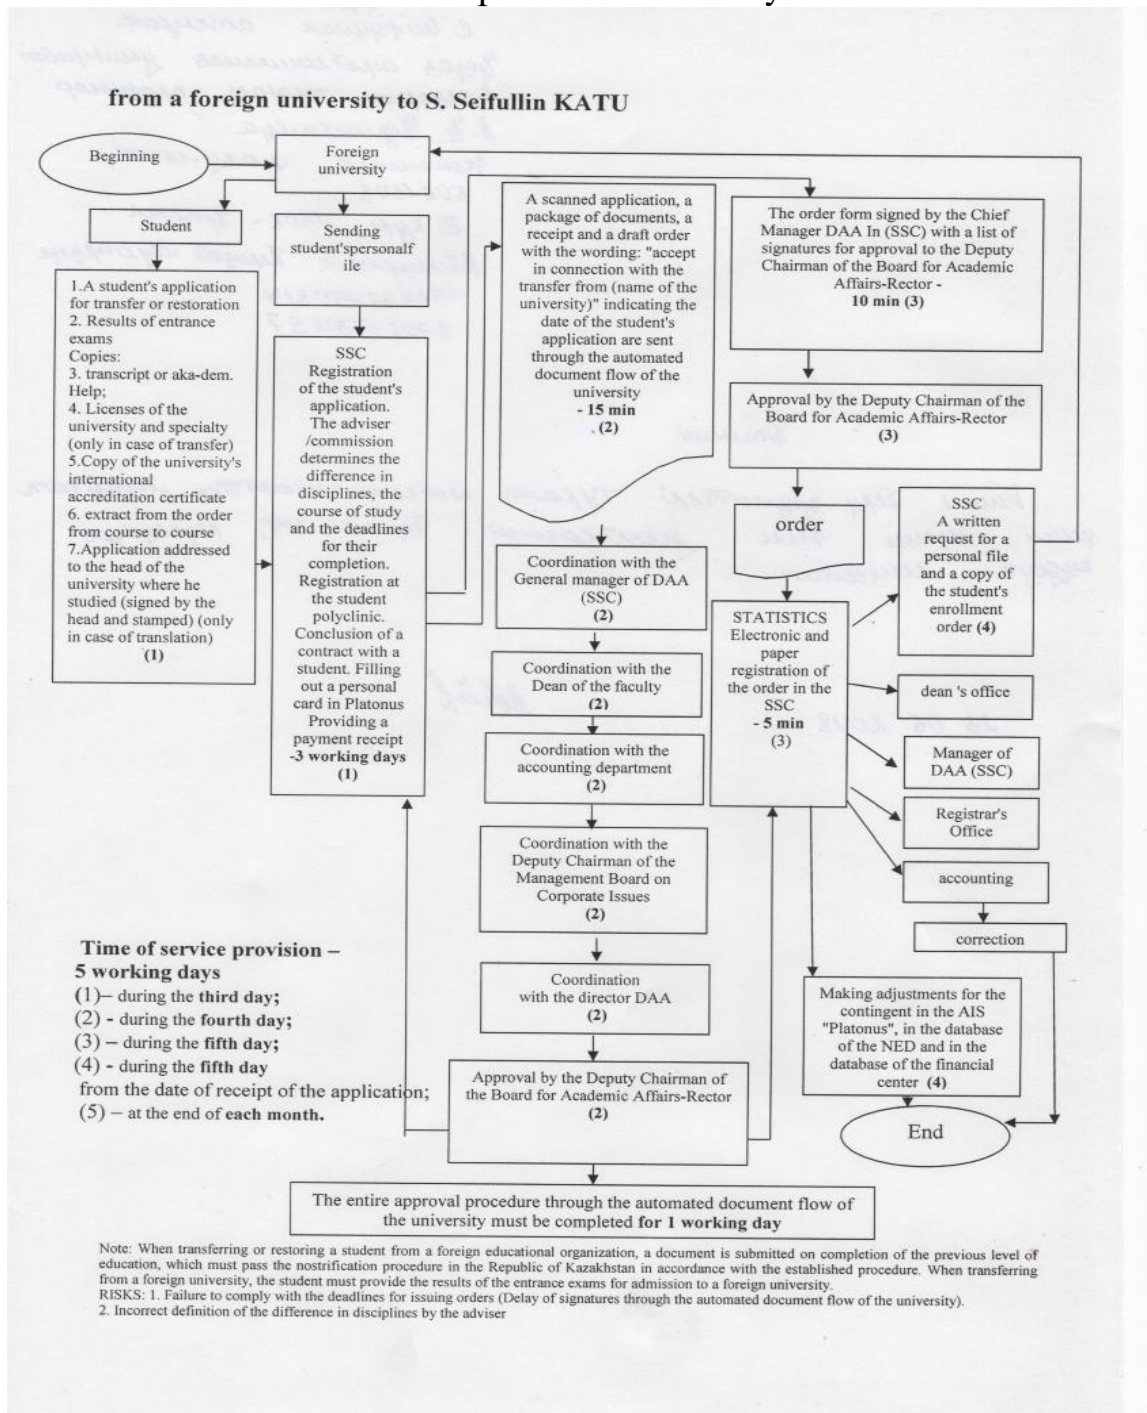 from a foreign university to S. Seifullin KATU
Beginning
Foreign
university
Student
Sending
student'spersonalf
ile
1.A student's application
for transfer or restoration
2. Results of entrance
exams
Copies:
3. transcript or aka-dem.
Help;
4. Licenses of the
university and specialty
(only in case of transfer)
5.Copy of the university's
international
accreditation certificate
6. extract from the order
from course to course
7.Application addressed
to the head of the
university where he
studied (signed by the
head and stamped) (only
in case of translation)
(1)
SSC
Registration
of the student's
application.
The adviser
/commission
determines the
difference in
disciplines, the
course of study
and the deadlines
for their
completion.
Registration at
the student
polyclinic.
Conclusion of a
contract with a
student. Filling
out a personal
card in Platonus
Providing a
payment receipt
-3 working days
(1)
A scanned application, a
package of documents, a
receipt and a draft order
with the wording: "accept
in connection with the
transfer from (name of the
university)" indicating the
date of the student's
application are sent
through the automated
document flow of the
university
- 15 min
. (2)
Coordination with the
General manager of DAA
(SSC)
(2)
Coordination with the
Dean of the faculty
(2)
Coordination with the
accounting department
(2)
Coordination with the
Deputy Chairman of the
Management Board on
Corporate Issues
(2)
Coordination
with the director DAA
(2)
Approval by the Deputy Chairman of
the Board for Academic Affairs-Rector
(2)
The order form signed by the Chief
Manager DAA In (SSC) with a list of
signatures for approval to the Deputy
Chairman of the Board for Academic
Affairs-Rector -
10 min (3)
Approval by the Deputy Chairman of the
Board for Academic Affairs-Rector
(3)
order
STATISTICS
Electronic and
paper
registration of
the order in the
SSC
- 5 min
(3)
SSC
A written
request for a
personal file
and a copy of
the student's
enrollment
order (4)
dean 's office
Manager of
DAA (SSC)
Registrar's
Office
accounting
correction
Making adjustments for the
contingent in the AIS
"Platonus", in the database
of the NED and in the
database of the financial
center (4)
End
Time of service provision –
5 working days
(1)– during the third day;
(2) - during the fourth day;
(3) – during the fifth day;
(4) - during the fifth day
from the date of receipt of the application;
(5) – at the end of each month.
The entire approval procedure through the automated document flow of
the university must be completed for 1 working day
Note: When transferring or restoring a student from a foreign educational organization, a document is submitted on completion of the previous level of
education, which must pass the nostrification procedure in the Republic of Kazakhstan in accordance with the established procedure. When transferring
from a foreign university, the student must provide the results of the entrance exams for admission to a foreign university.
RISKS: 1. Failure to comply with the deadlines for issuing orders (Delay of signatures through the automated document flow of the university).
2. Incorrect definition of the difference in disciplines by the adviser